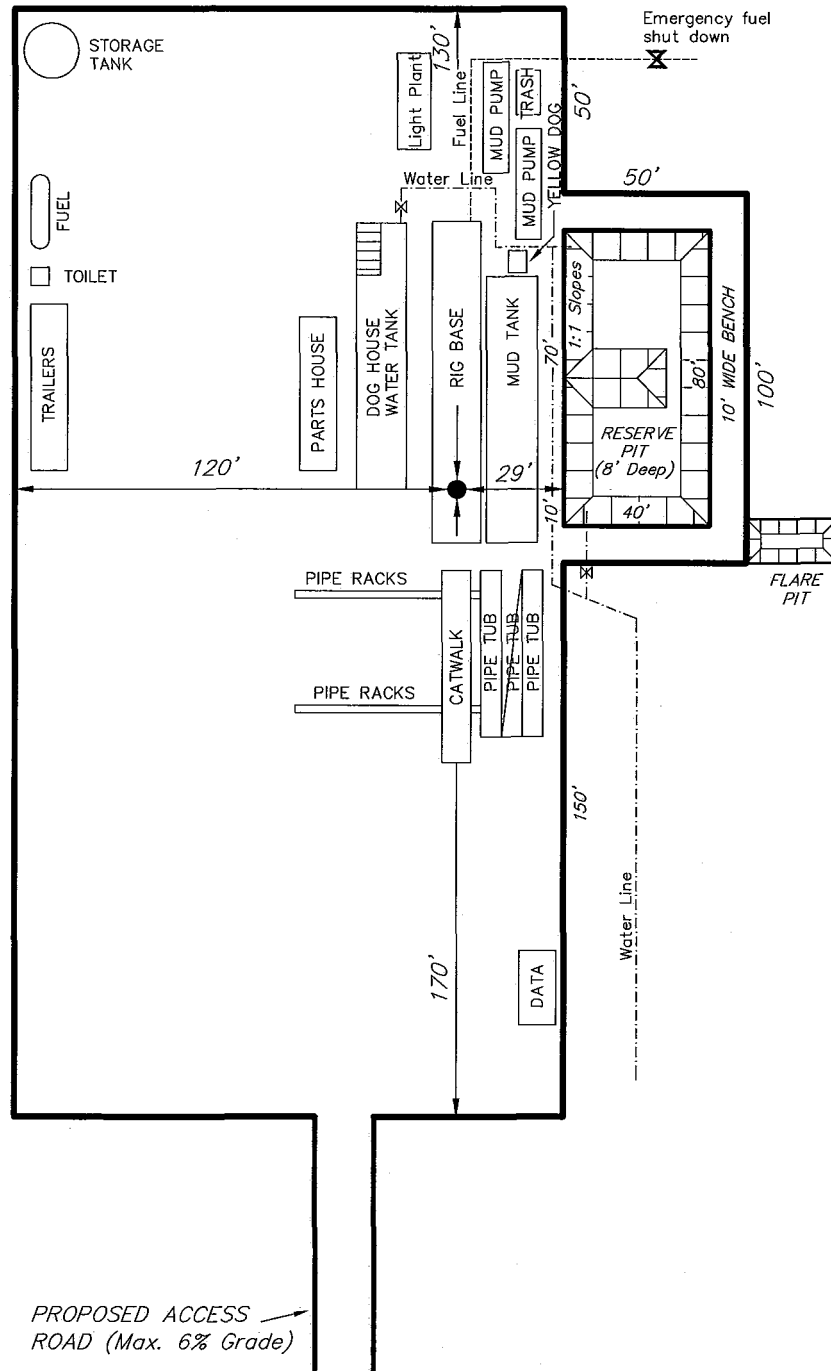 Emergency fuel
shut down
STORAGE
TANK
130'
Light Plant
Fuel Line
MUD PUMP
TRASH
MUD PUMP
YELLOW DOG
50'
50'
Water Line
FUEL
TOILET
TRAILERS
PARTS HOUSE
DOG HOUSE
WATER TANK
RIG BASE
MUD TANK
1:1 Slopes
70'
80'
10' WIDE BENCH
100'
RESERVE
PIT
(8' Deep)
120'
29'
10'
40'
FLARE
PIT
PIPE RACKS
CATWALK
PIPE TUB
PIPE TUB
PIPE TUB
PIPE RACKS
150'
Water Line
170'
DATA
PROPOSED ACCESS
ROAD (Max. 6% Grade)